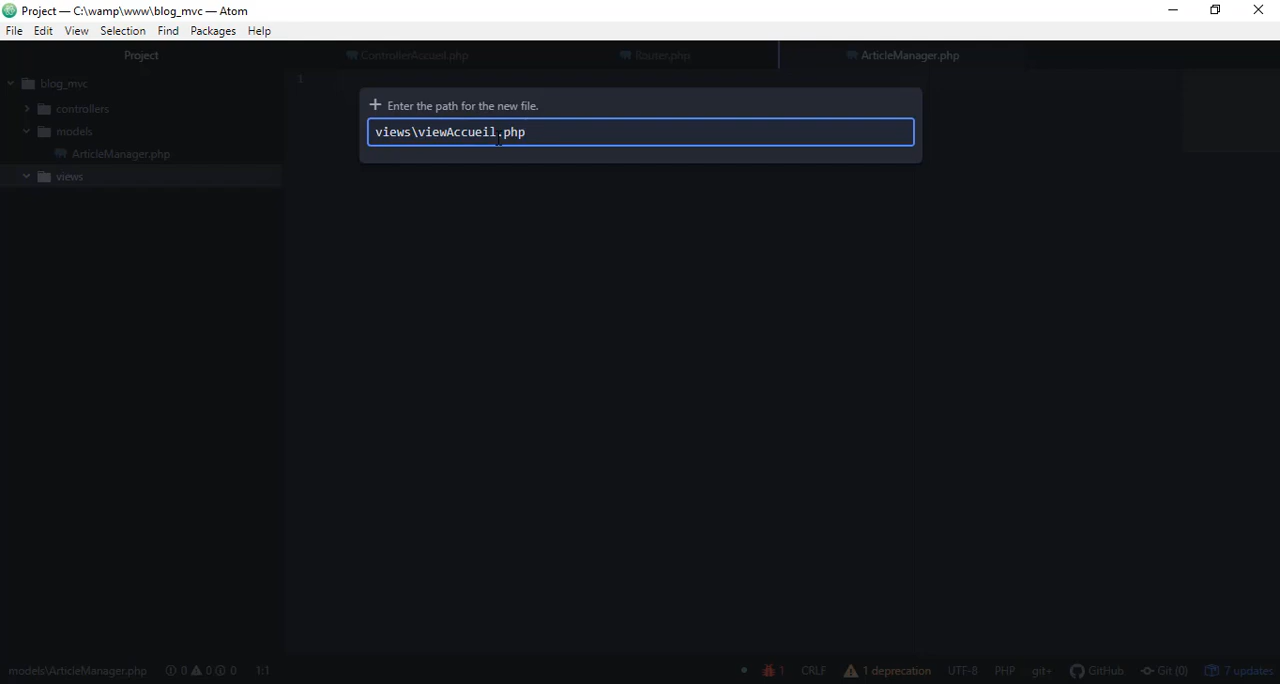 Project — C:\wamp\www\blog_mvc — Atom
File Edit View Selection Find Packages Help
Project ControllerAccueil.php Router.php ArticleManager.php
blog_mvc
controllers
models
ArticleManager.php
views
1
Enter the path for the new file.
views\viewAccueil.php
models\ArticleManager.php 0 0 0 1:1 1 CRLF 1 deprecation UTF-8 PHP git+ GitHub Git (0) 7 updates